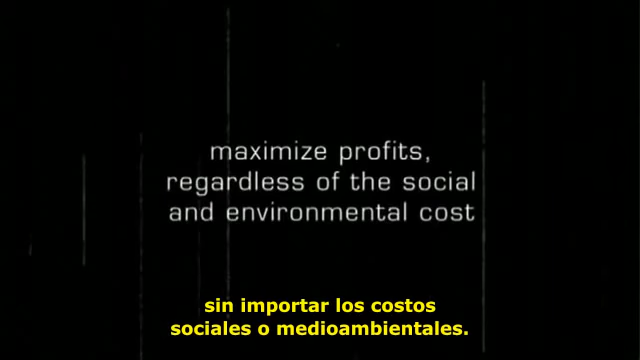 maximize profits,
regardless of the social
and environmental cost
sin importar los costos
sociales o medioambientales.